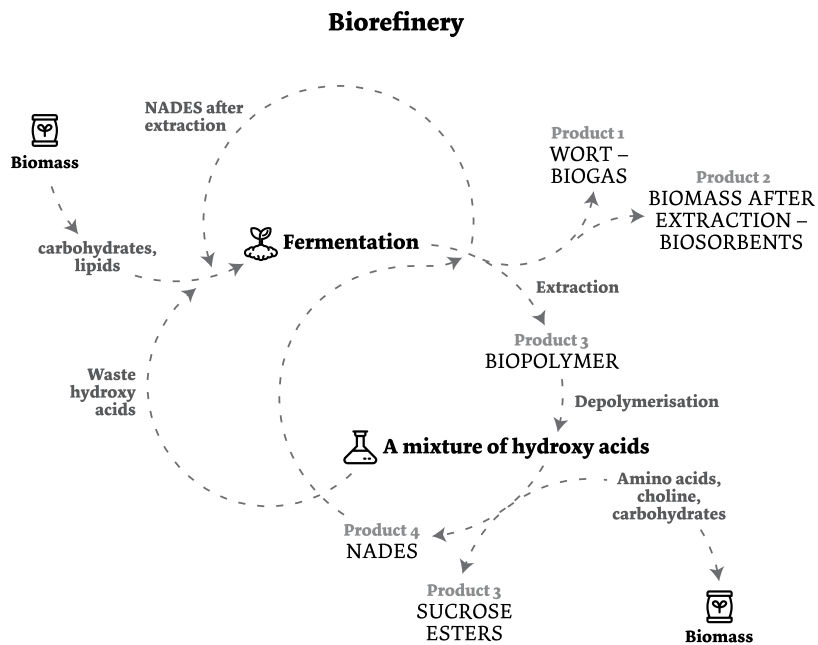 Biorefinery
NADES after
extraction
Biomass
carbohydrates,
lipids
Fermentation
Product 1
WORT –
BIOGAS
Product 2
BIOMASS AFTER
EXTRACTION –
BIOSORBENTS
Extraction
Product 3
BIOPOLYMER
Depolymerisation
Waste
hydroxy
acids
A mixture of hydroxy acids
Amino acids,
choline,
carbohydrates
Product 4
NADES
Product 3
SUCROSE
ESTERS
Biomass